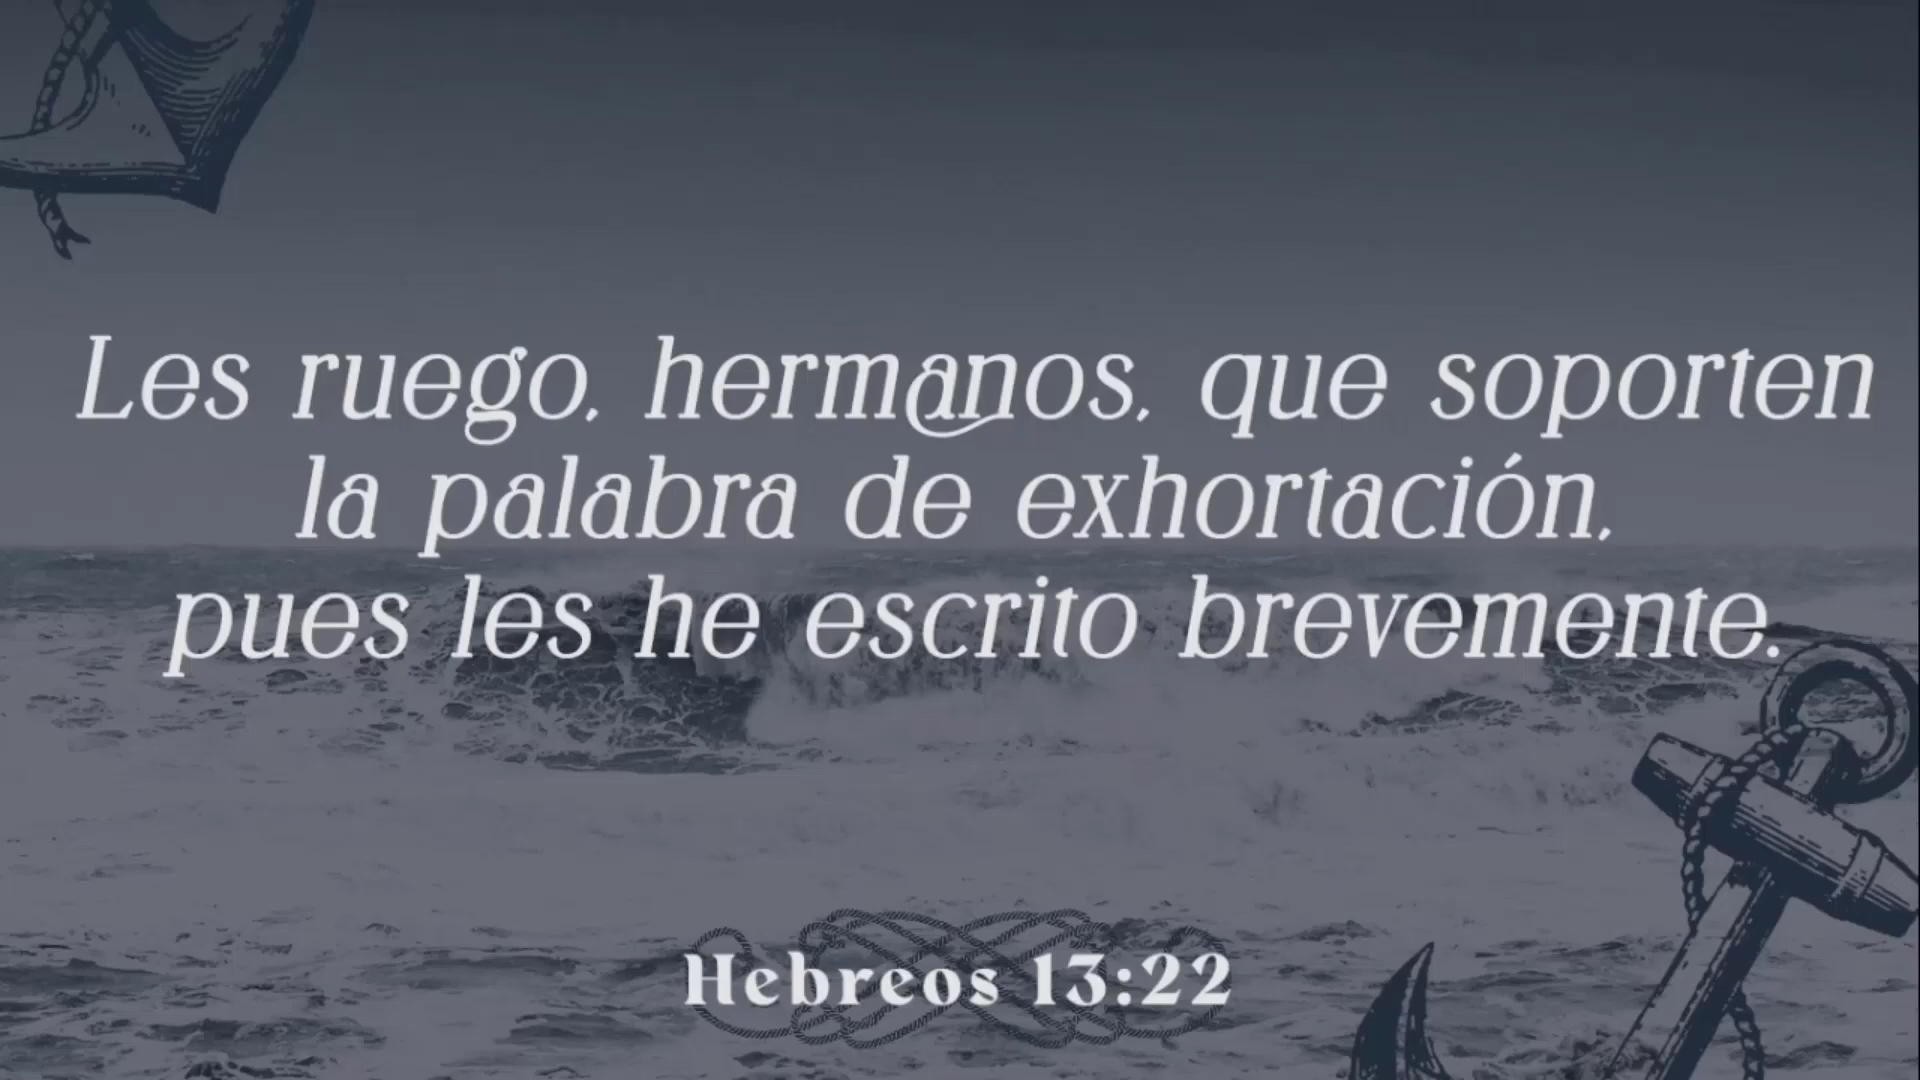 Les ruego, hermanos, que soporten
la palabra de exhortación,
pues les he escrito brevemente.
Hebreos 13:22